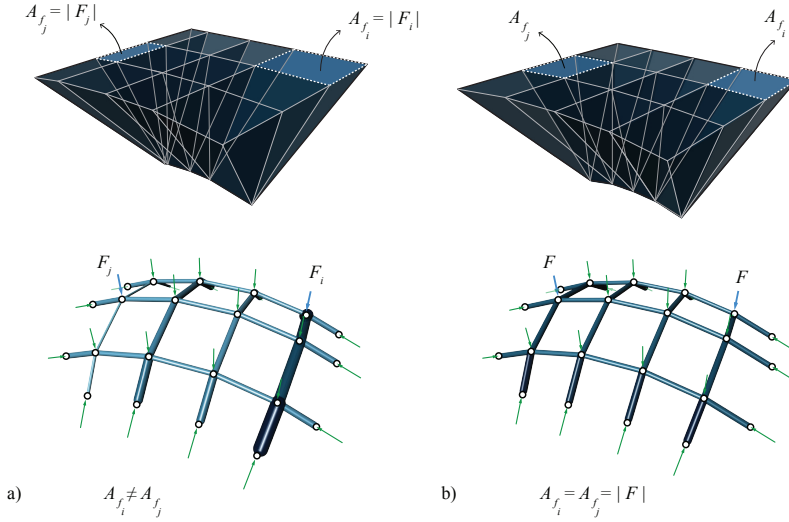 A_{f_j} = | F_j |
A_{f_i} = | F_i |
A_{f_j}
A_{f_i}
F_j
F_i
F
F
a)
A_{f_i} ≠ A_{f_j}
b)
A_{f_i} = A_{f_j} = | F |